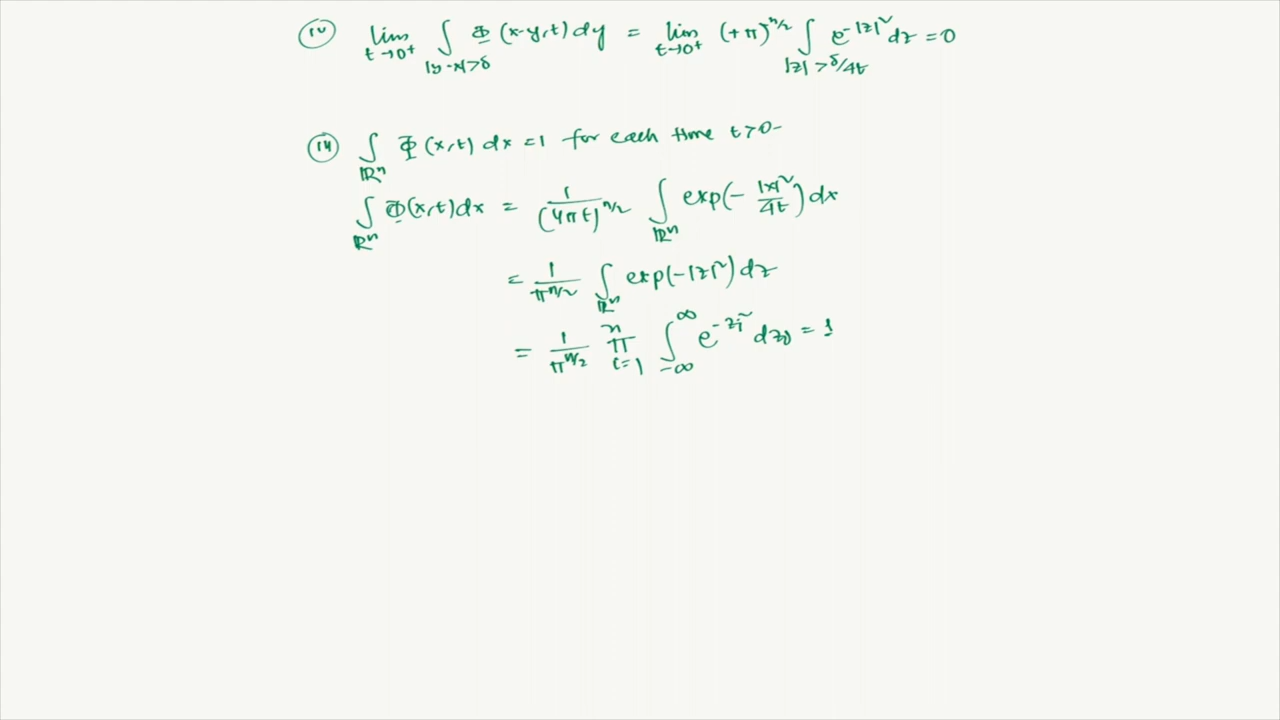 (iv) lim_{t→0+} ∫_{|y-x|>δ} Φ(x-y,t) dy = lim_{t→0+} (+π)^{n/2} ∫_{|z|>δ/4t} e^{-|z|²} dz = 0
(14) ∫_{ℝⁿ} Φ(x,t) dx = 1 for each time t>0-
∫_{ℝⁿ} Φ(x,t) dx = 1/(4πt)^{n/2} ∫_{ℝⁿ} exp(-|x|²/4t) dx
= 1/π^{n/2} ∫_{ℝⁿ} exp(-|z|²) dz
= 1/π^{n/2} ∏_{i=1}^{n} ∫_{-∞}^{∞} e^{-z_i²} dz = 1